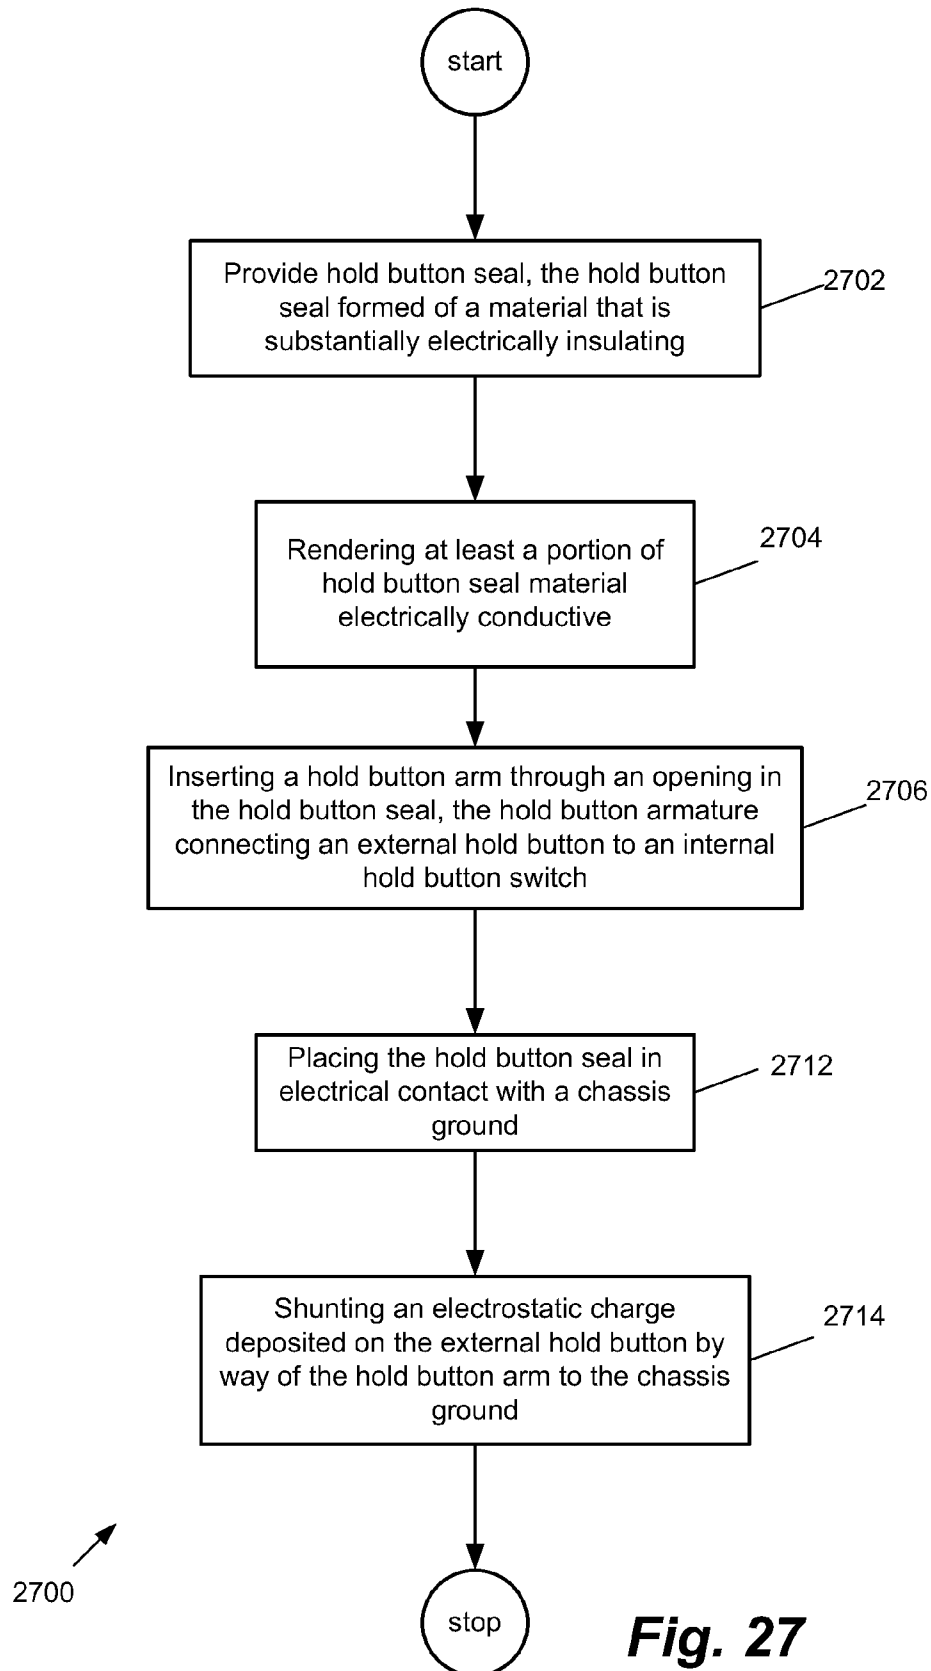 start
Provide hold button seal, the hold button
seal formed of a material that is
substantially electrically insulating
2702
Rendering at least a portion of
hold button seal material
electrically conductive
2704
Inserting a hold button arm through an opening in
the hold button seal, the hold button armature
connecting an external hold button to an internal
hold button switch
2706
Placing the hold button seal in
electrical contact with a chassis
ground
2712
Shunting an electrostatic charge
deposited on the external hold button by
way of the hold button arm to the chassis
ground
2714
2700
stop
Fig. 27